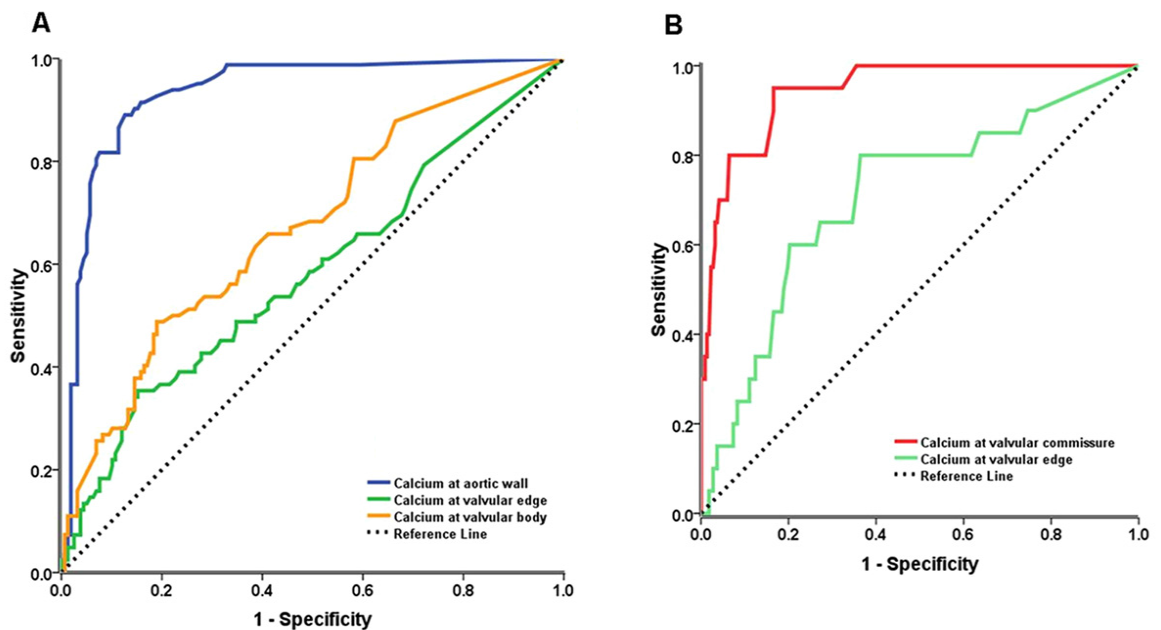 A
1.0
0.8
0.6
0.4
0.2
0.0
Sensitivity
Calcium at aortic wall
Calcium at valvular edge
Calcium at valvular body
Reference Line
0.0 0.2 0.4 0.6 0.8 1.0
1 - Specificity
B
1.0
0.8
0.6
0.4
0.2
0.0
Sensitivity
Calcium at valvular commissure
Calcium at valvular edge
Reference Line
0.0 0.2 0.4 0.6 0.8 1.0
1 - Specificity